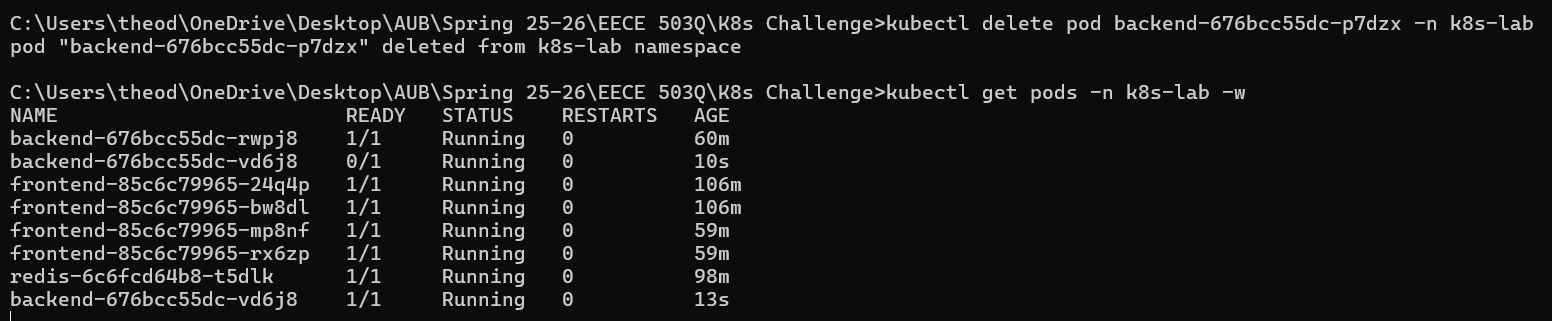 C:\Users\theod\OneDrive\Desktop\AUB\Spring 25-26\EECE 503Q\K8s Challenge>kubectl delete pod backend-676bcc55dc-p7dzx -n k8s-lab
pod "backend-676bcc55dc-p7dzx" deleted from k8s-lab namespace
C:\Users\theod\OneDrive\Desktop\AUB\Spring 25-26\EECE 503Q\K8s Challenge>kubectl get pods -n k8s-lab -w
NAME READY STATUS RESTARTS AGE
backend-676bcc55dc-rwpj8 1/1 Running 0 60m
backend-676bcc55dc-vd6j8 0/1 Running 0 10s
frontend-85c6c79965-24q4p 1/1 Running 0 106m
frontend-85c6c79965-bw8dl 1/1 Running 0 106m
frontend-85c6c79965-mp8nf 1/1 Running 0 59m
frontend-85c6c79965-rx6zp 1/1 Running 0 59m
redis-6c6fcd64b8-t5dlk 1/1 Running 0 98m
backend-676bcc55dc-vd6j8 1/1 Running 0 13s